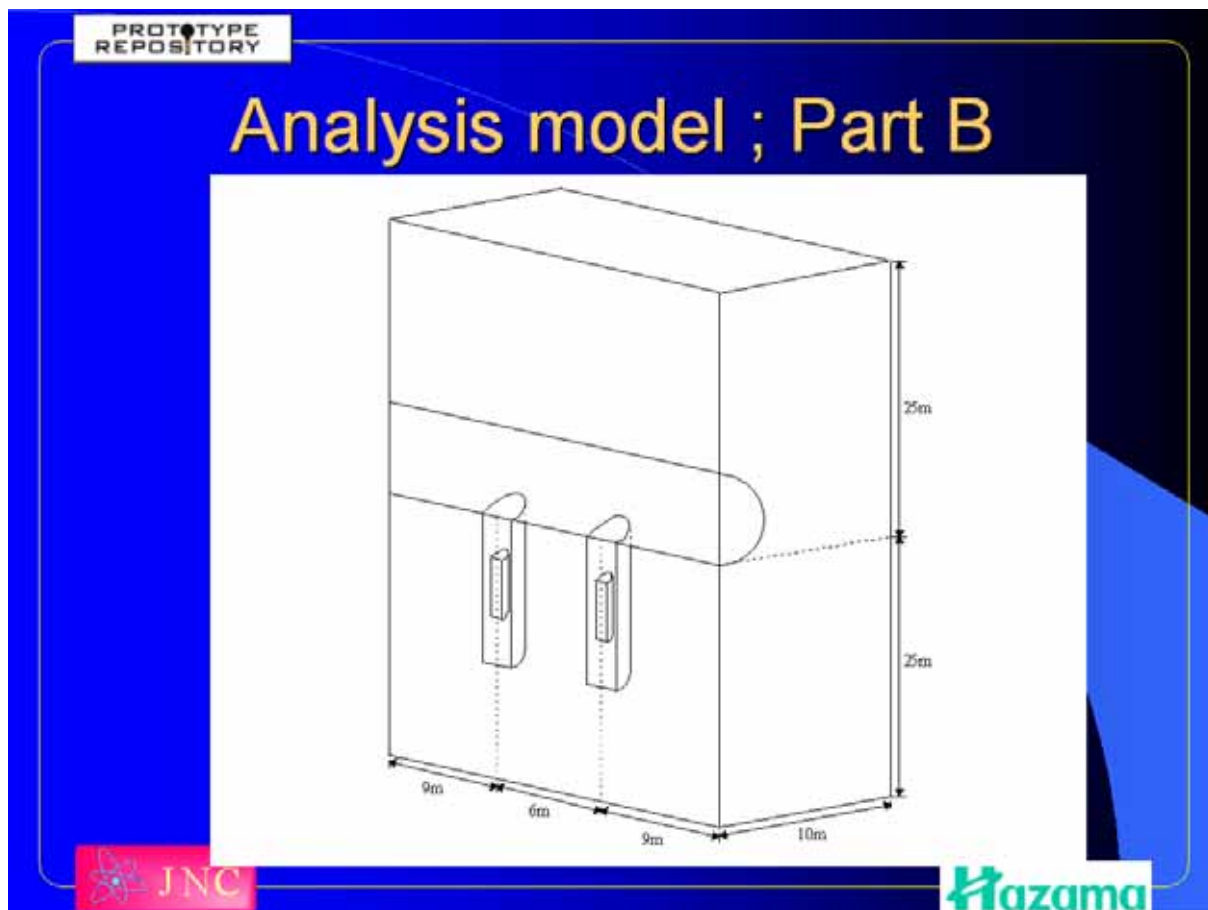 PROTOTYPE
REPOSITORY
Analysis model ; Part B
25m
25m
9m
6m
9m
10m
JNC
Hazama